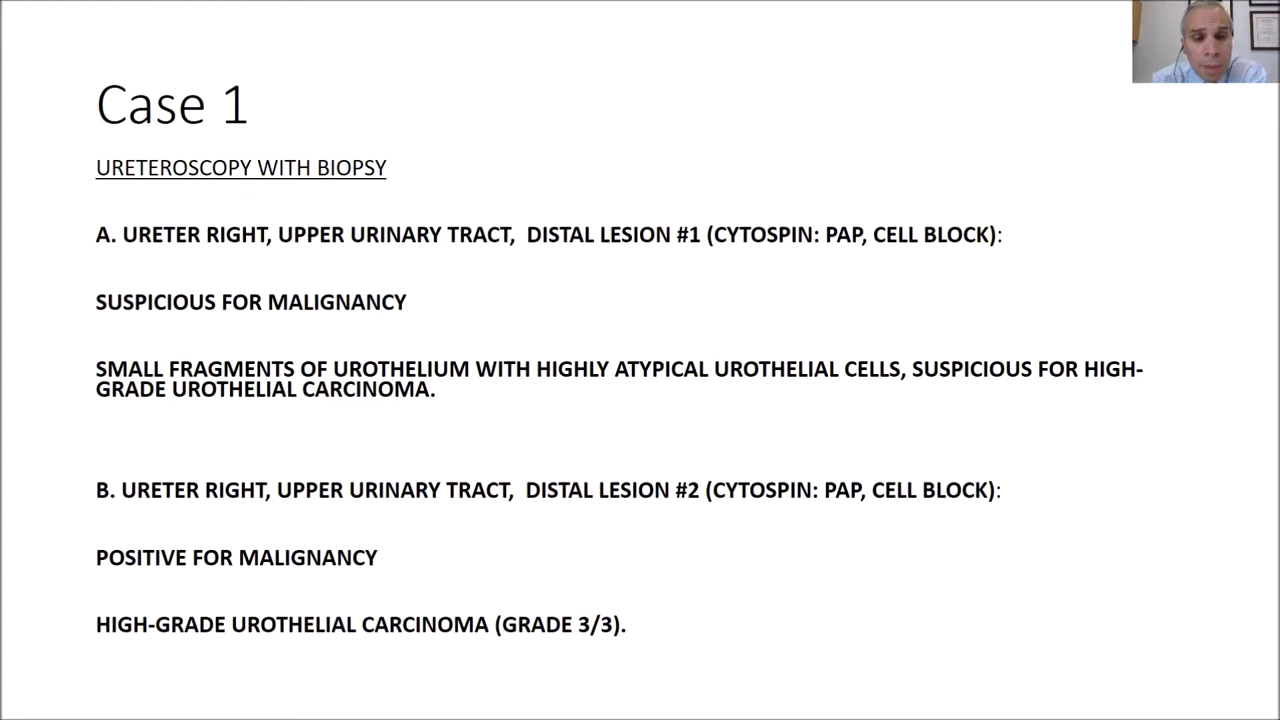 Case 1
URETEROSCOPY WITH BIOPSY
A. URETER RIGHT, UPPER URINARY TRACT, DISTAL LESION #1 (CYTOSPIN: PAP, CELL BLOCK):
SUSPICIOUS FOR MALIGNANCY
SMALL FRAGMENTS OF UROTHELIUM WITH HIGHLY ATYPICAL UROTHELIAL CELLS, SUSPICIOUS FOR HIGH-
GRADE UROTHELIAL CARCINOMA.
B. URETER RIGHT, UPPER URINARY TRACT, DISTAL LESION #2 (CYTOSPIN: PAP, CELL BLOCK):
POSITIVE FOR MALIGNANCY
HIGH-GRADE UROTHELIAL CARCINOMA (GRADE 3/3).